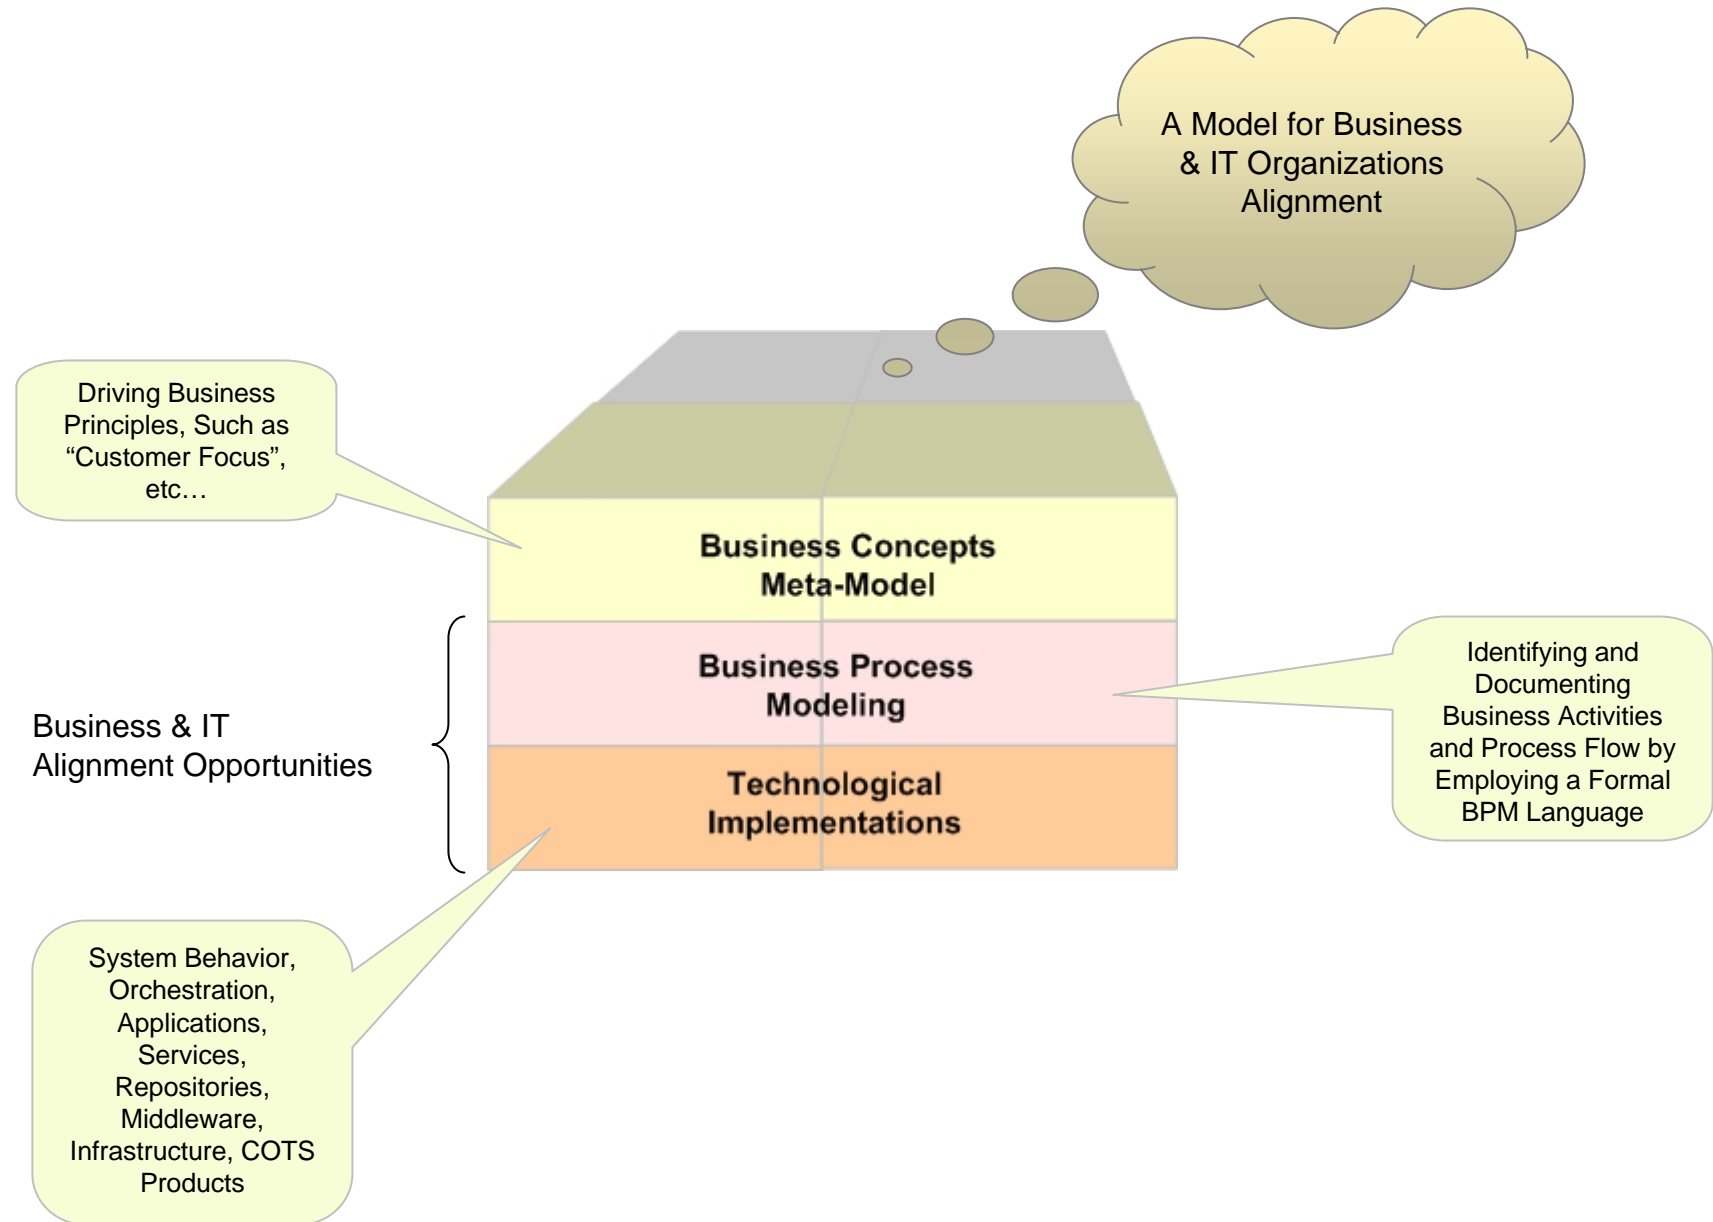 A Model for Business
& IT Organizations
Alignment
Driving Business
Principles, Such as
“Customer Focus”,
etc…
Business Concepts
Meta-Model
Business Process
Modeling
Technological
Implementations
Business & IT
Alignment Opportunities
Identifying and
Documenting
Business Activities
and Process Flow by
Employing a Formal
BPM Language
System Behavior,
Orchestration,
Applications,
Services,
Repositories,
Middleware,
Infrastructure, COTS
Products